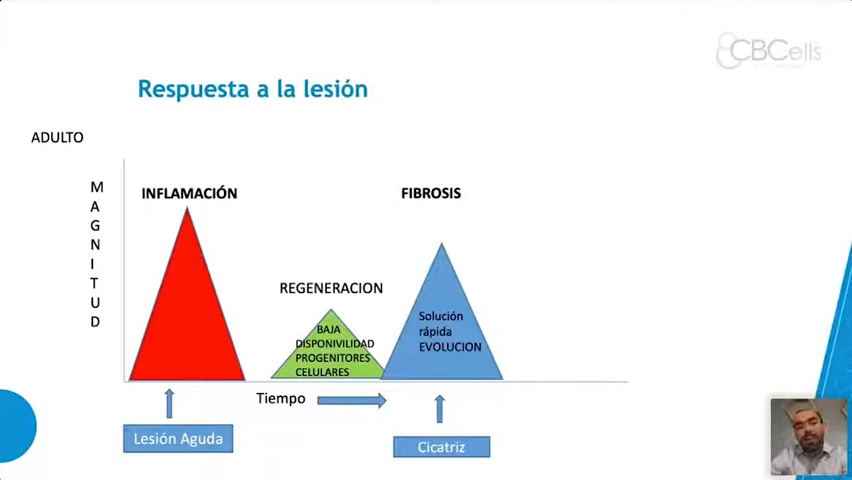 CBCells
Respuesta a la lesión
ADULTO
MAGNITUD
INFLAMACIÓN
FIBROSIS
REGENERACION
BAJA
DISPONIVILIDAD
PROGENITORES
CELULARES
Solución
rápida
EVOLUCION
Tiempo
Lesión Aguda
Cicatriz